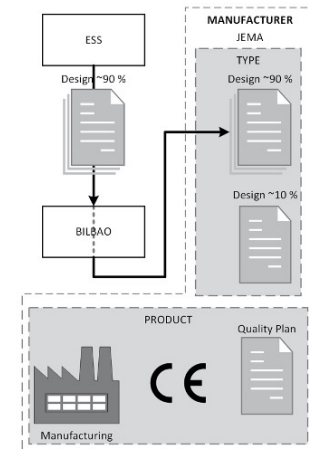 ESS
MANUFACTURER
JEMA
TYPE
Design ~90 %
Design ~90 %
Design ~10 %
BILBAO
PRODUCT
Quality Plan
CE
Manufacturing